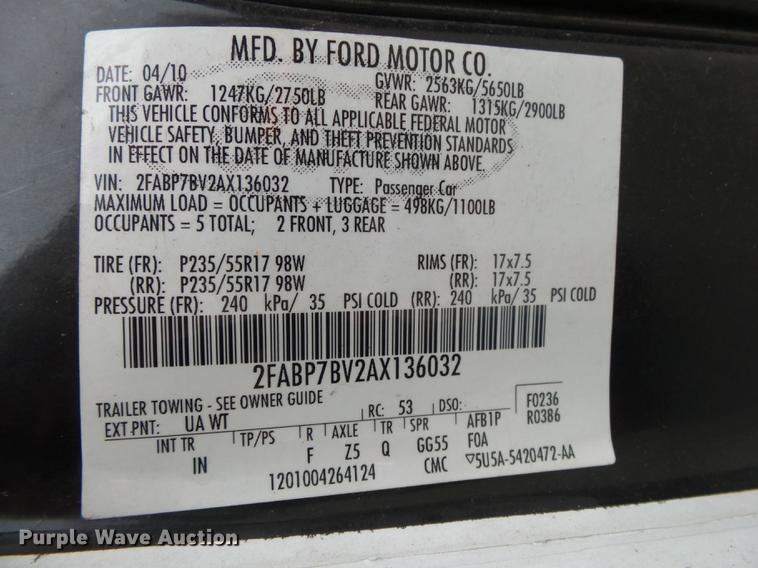 MFD. BY FORD MOTOR CO.
DATE: 04/10 GVWR: 2563KG/5650LB
FRONT GAWR: 1247KG/2750LB REAR GAWR: 1315KG/2900LB
THIS VEHICLE CONFORMS TO ALL APPLICABLE FEDERAL MOTOR
VEHICLE SAFETY, BUMPER, AND THEFT PREVENTION STANDARDS
IN EFFECT ON THE DATE OF MANUFACTURE SHOWN ABOVE.
VIN: 2FABP7BV2AX136032 TYPE: Passenger Car
MAXIMUM LOAD = OCCUPANTS + LUGGAGE = 498KG/1100LB
OCCUPANTS = 5 TOTAL; 2 FRONT, 3 REAR
TIRE (FR): P235/55R17 98W RIMS (FR): 17x7.5
(RR): P235/55R17 98W (RR): 17x7.5
PRESSURE (FR): 240 kPa/ 35 PSI COLD (RR): 240 kPa/ 35 PSI COLD
2FABP7BV2AX136032
TRAILER TOWING - SEE OWNER GUIDE
EXT PNT: UA WT RC: 53 DSO: F0236
INT TR TP/PS R AXLE TR SPR AFB1P R0386
IN F Z5 Q GG55 FOA
1201004264124 CMC ▽5U5A-5420472-AA
Purple Wave Auction